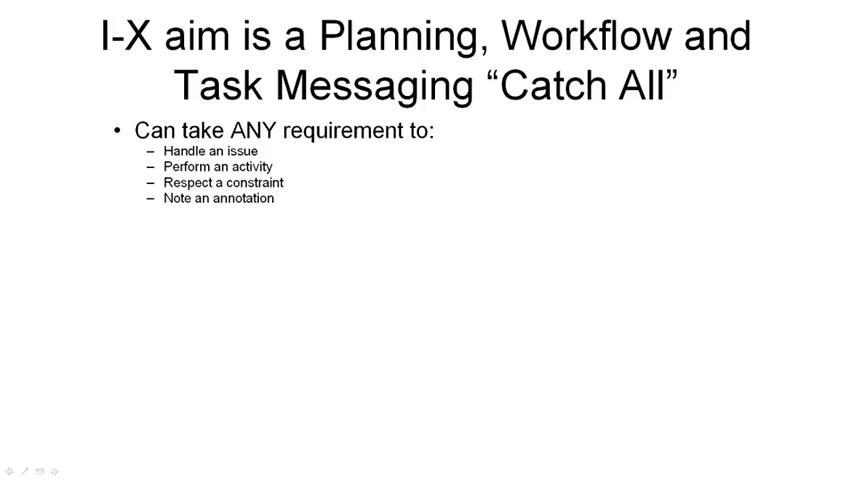 I-X aim is a Planning, Workflow and
Task Messaging “Catch All”
• Can take ANY requirement to:
– Handle an issue
– Perform an activity
– Respect a constraint
– Note an annotation